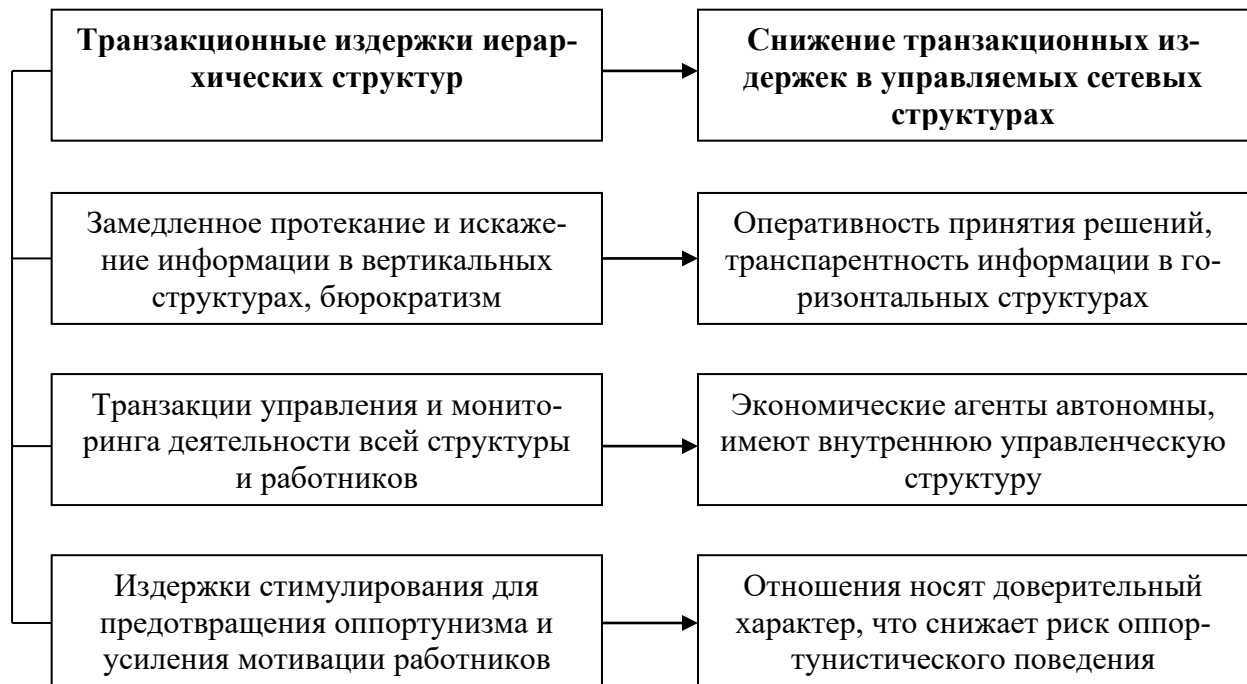 Транзакционные издержки иерар-
хических структур
Снижение транзакционных из-
держек в управляемых сетевых
структурах
Замедленное протекание и искаже-
ние информации в вертикальных
структурах, бюрократизм
Оперативность принятия решений,
транспарентность информации в го-
ризонтальных структурах
Транзакции управления и монито-
ринга деятельности всей структуры
и работников
Экономические агенты автономны,
имеют внутреннюю управленческую
структуру
Издержки стимулирования для
предотвращения оппортунизма и
усиления мотивации работников
Отношения носят доверительный
характер, что снижает риск оппор-
тунистического поведения